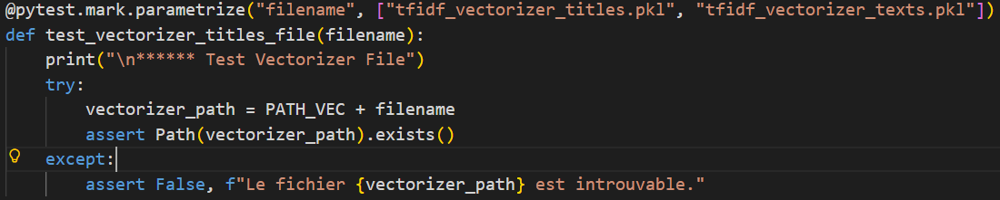 @pytest.mark.parametrize("filename", ["tfidf_vectorizer_titles.pkl", "tfidf_vectorizer_texts.pkl"])
def test_vectorizer_titles_file(filename):
    print("\n****** Test Vectorizer File")
    try:
        vectorizer_path = PATH_VEC + filename
        assert Path(vectorizer_path).exists()
    except:
        assert False, f"Le fichier {vectorizer_path} est introuvable."